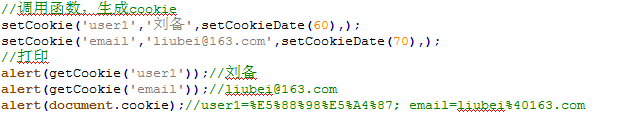 //调用函数，生成cookie
setCookie('user1','刘备',setCookieDate(60),);
setCookie('email','liubei@163.com',setCookieDate(70),);
//打印
alert(getCookie('user1'));//刘备
alert(getCookie('email'));//liubei@163.com
alert(document.cookie);//user1=%E5%88%98%E5%A4%87; email=liubei%40163.com